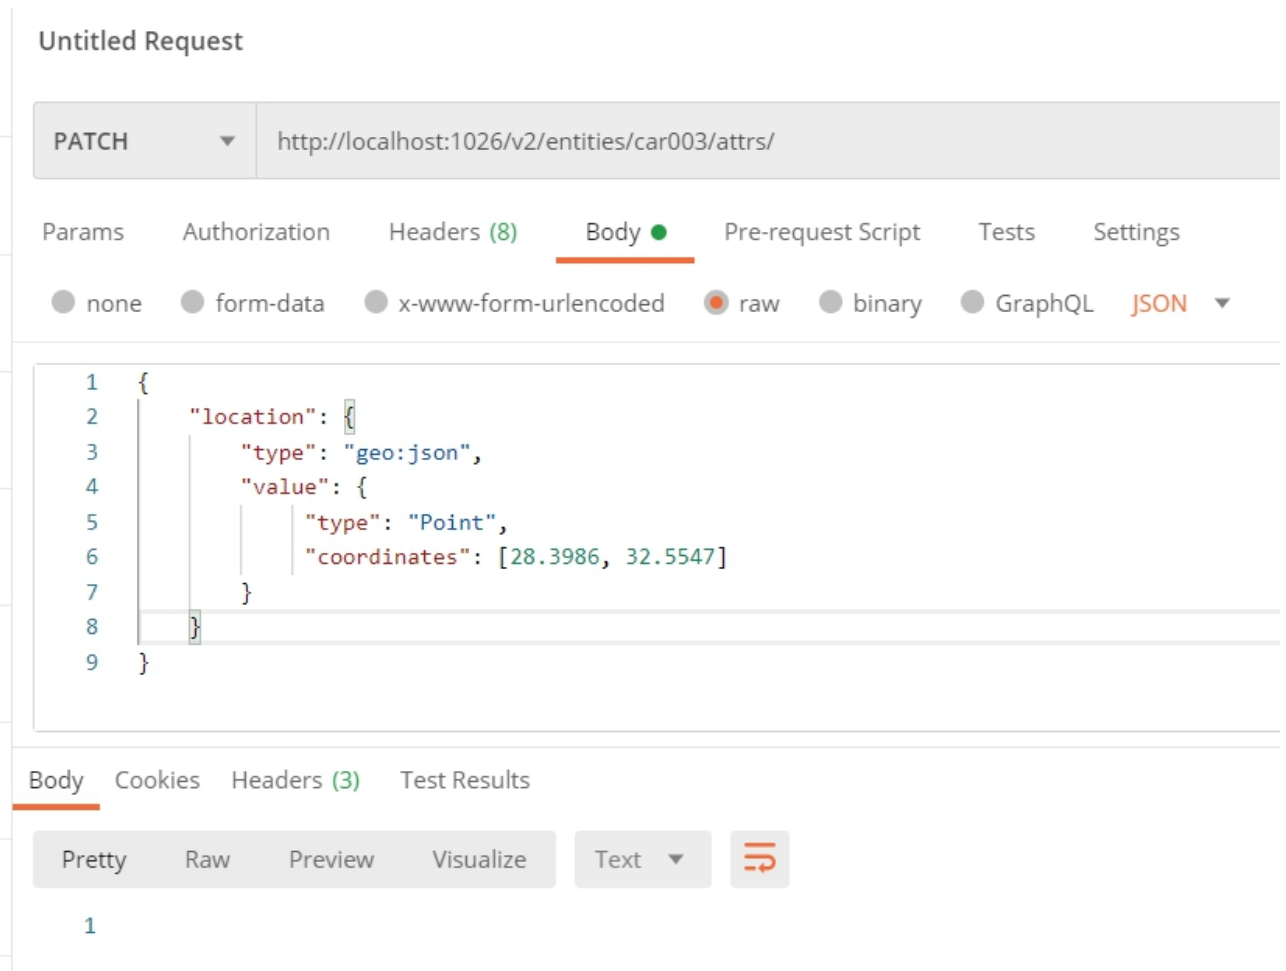 Untitled Request
PATCH http://localhost:1026/v2/entities/car003/attrs/
Params Authorization Headers (8) Body Pre-request Script Tests Settings
none form-data x-www-form-urlencoded raw binary GraphQL JSON
1 {
2 "location": {
3 "type": "geo:json",
4 "value": {
5 "type": "Point",
6 "coordinates": [28.3986, 32.5547]
7 }
8 }
9 }
Body Cookies Headers (3) Test Results
Pretty Raw Preview Visualize Text
1